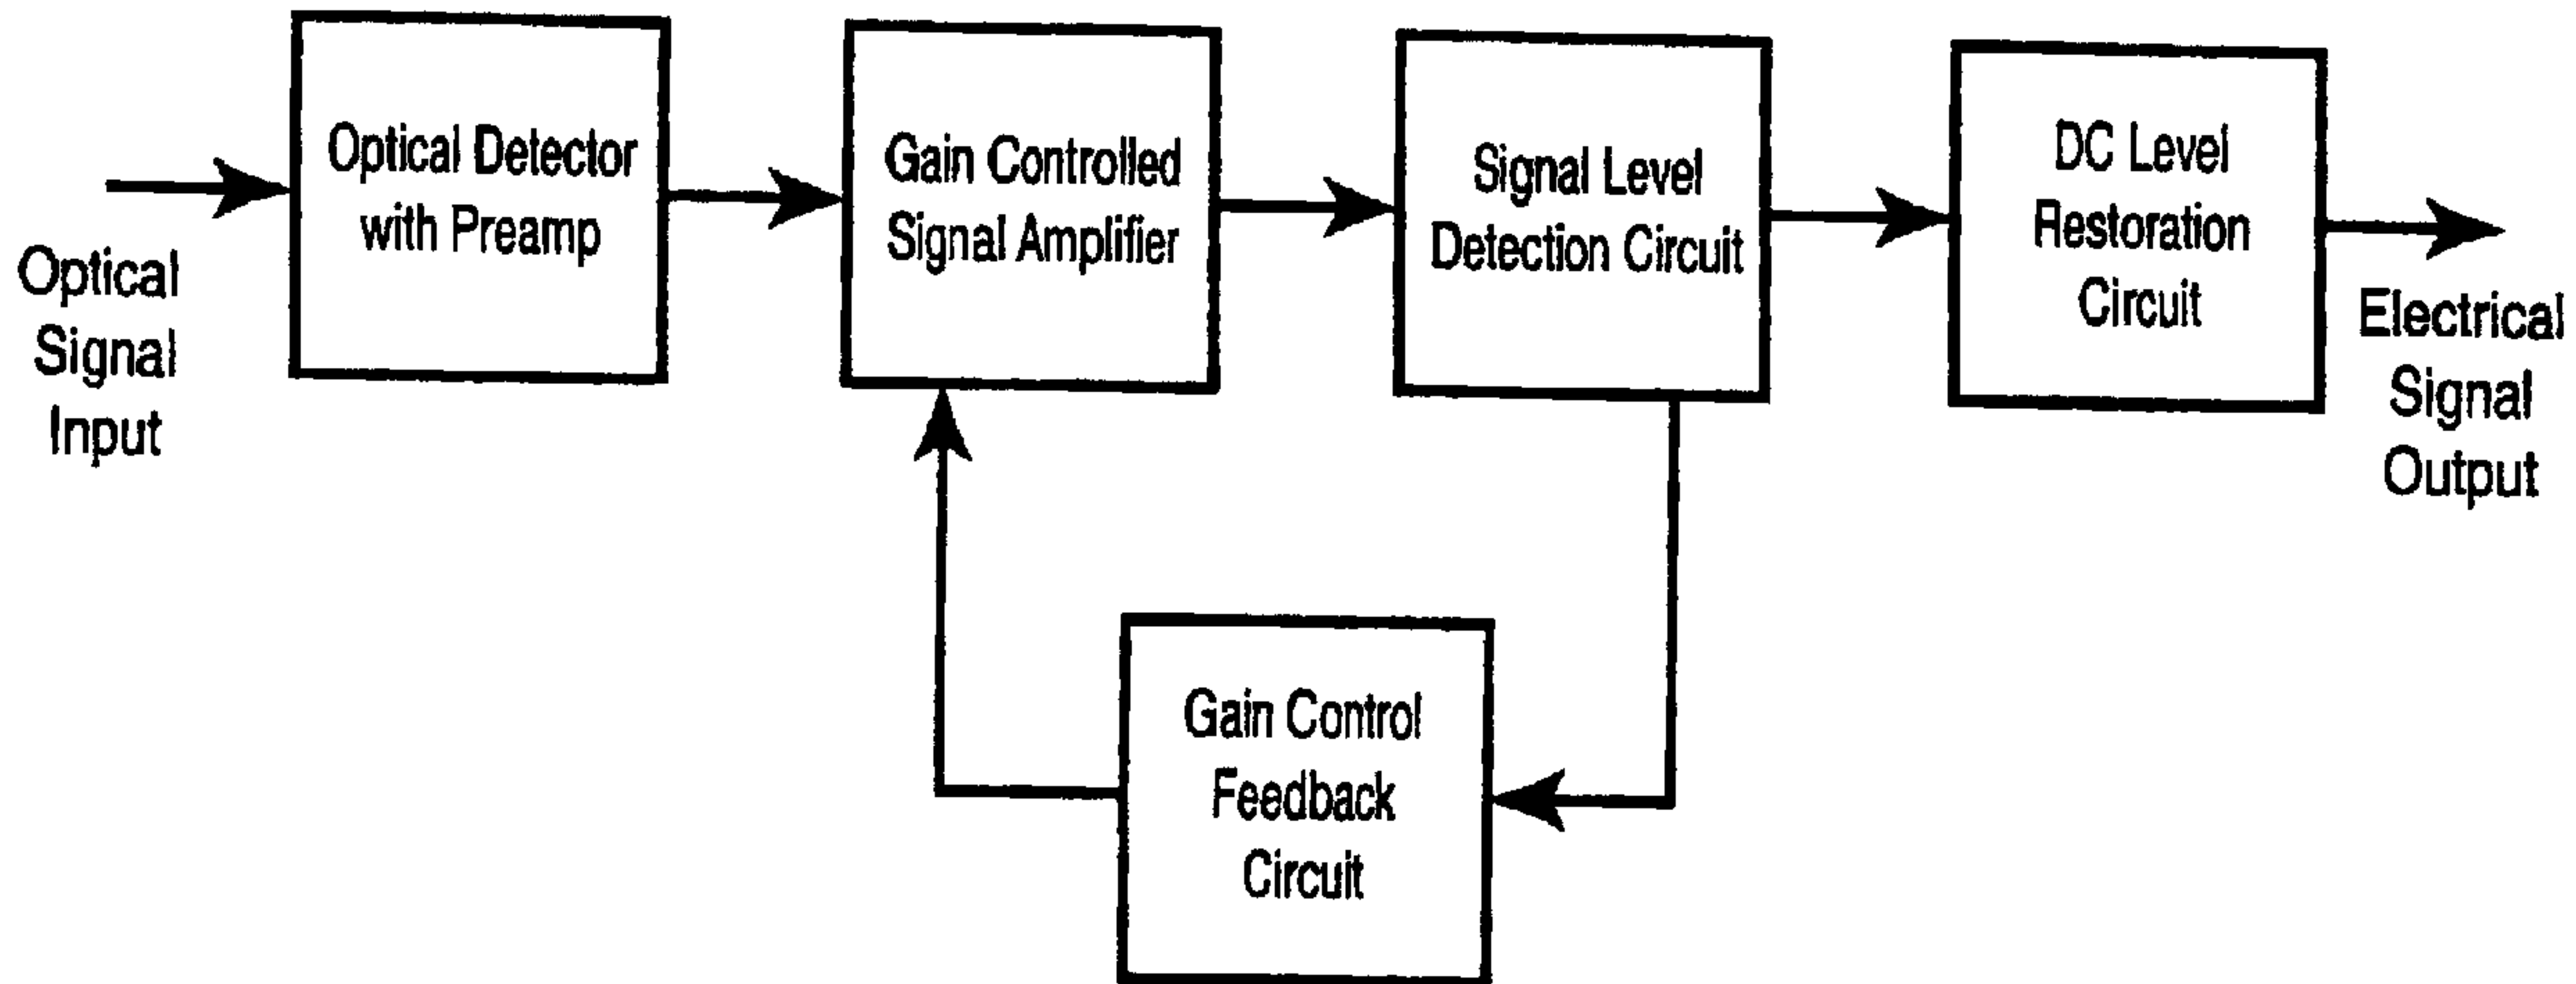 Optical
Signal
Input
Optical Detector
with Preamp
Gain Controlled
Signal Amplifier
Signal Level
Detection Circuit
DC Level
Restoration
Circuit
Electrical
Signal
Output
Gain Control
Feedback
Circuit